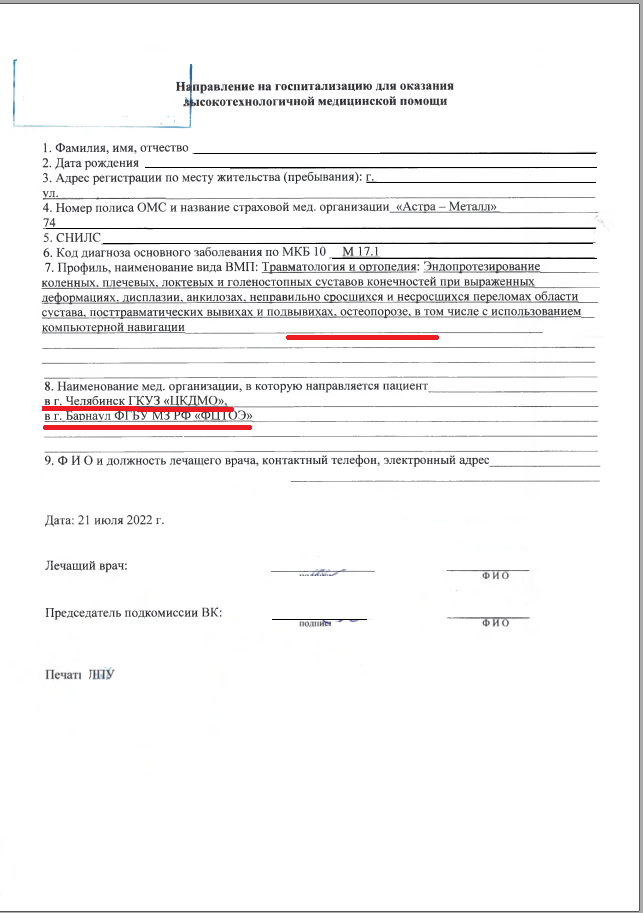 Направление на госпитализацию для оказания
высокотехнологичной медицинской помощи
1. Фамилия, имя, отчество
2. Дата рождения
3. Адрес регистрации по месту жительства (пребывания): г.
ул.
4. Номер полиса ОМС и название страховой мед. организации «Астра – Металл»
74
5. СНИЛС
6. Код диагноза основного заболевания по МКБ 10 М 17.1
7. Профиль, наименование вида ВМП: Травматология и ортопедия: Эндопротезирование
коленных, плечевых, локтевых и голеностопных суставов конечностей при выраженных
деформациях, дисплазии, анкилозах, неправильно сросшихся и несросшихся переломах области
сустава, посттравматических вывихах и подвывихах, остеопорозе, в том числе с использованием
компьютерной навигации
8. Наименование мед. организации, в которую направляется пациент
в г. Челябинск ГКУЗ «ЦКДМО»,
в г. Барнаул ФГБУ МЗ РФ «ФЦТОЭ»
9. Ф И О и должность лечащего врача, контактный телефон, электронный адрес
Дата: 21 июля 2022 г.
Лечащий врач:
Ф И О
Председатель подкомиссии ВК:
подпись Ф И О
Печать ЛПУ